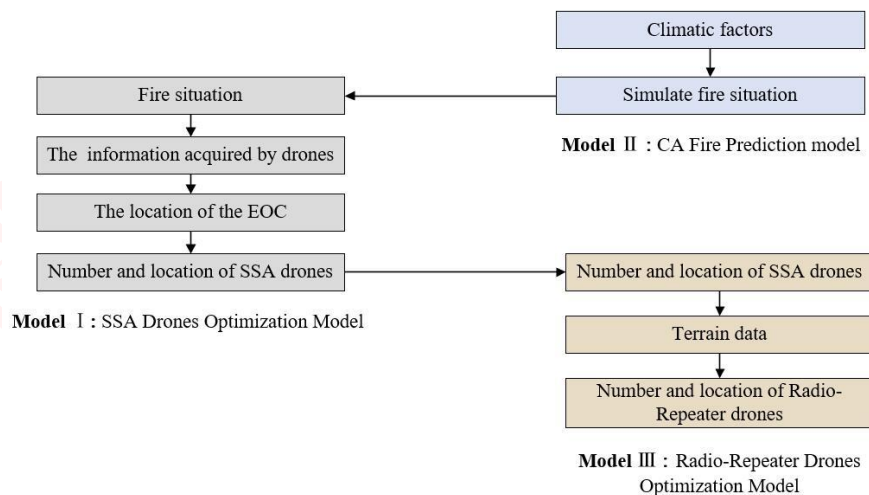 Climatic factors
Simulate fire situation
Model Ⅱ : CA Fire Prediction model
Fire situation
The information acquired by drones
The location of the EOC
Number and location of SSA drones
Model Ⅰ : SSA Drones Optimization Model
Number and location of SSA drones
Terrain data
Number and location of Radio-
Repeater drones
Model Ⅲ : Radio-Repeater Drones
Optimization Model